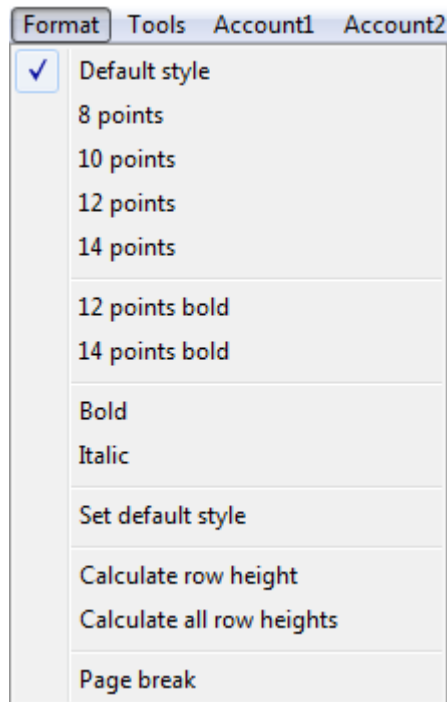 Format Tools Account1 Account2
Default style
8 points
10 points
12 points
14 points
12 points bold
14 points bold
Bold
Italic
Set default style
Calculate row height
Calculate all row heights
Page break